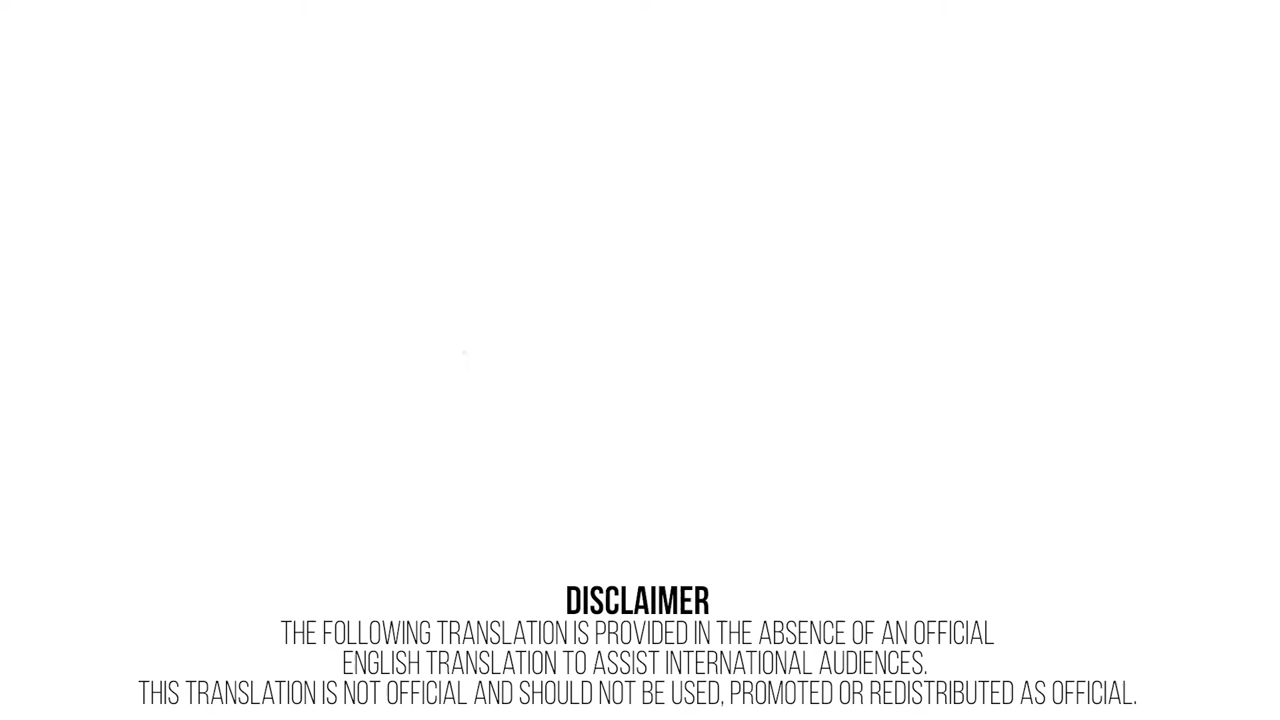 DISCLAIMER
THE FOLLOWING TRANSLATION IS PROVIDED IN THE ABSENCE OF AN OFFICIAL
ENGLISH TRANSLATION TO ASSIST INTERNATIONAL AUDIENCES.
THIS TRANSLATION IS NOT OFFICIAL AND SHOULD NOT BE USED, PROMOTED OR REDISTRIBUTED AS OFFICIAL.